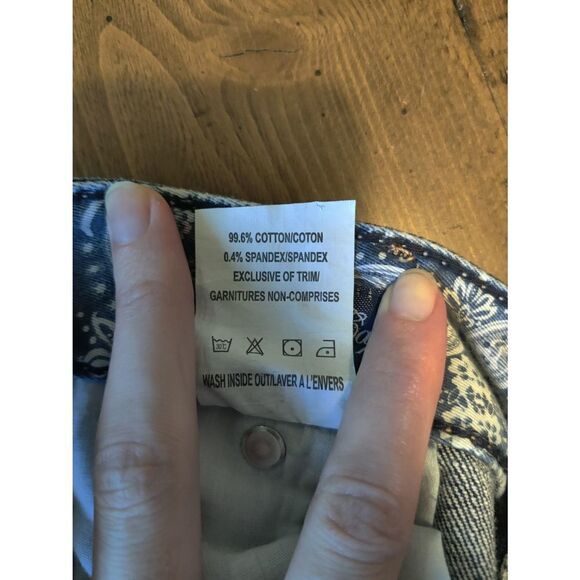 99.6% COTTON/COTON
0.4% SPANDEX/SPANDEX
EXCLUSIVE OF TRIM/
GARNITURES NON-COMPRISES
30°C
WASH INSIDE OUT/LAVER A L'ENVERS